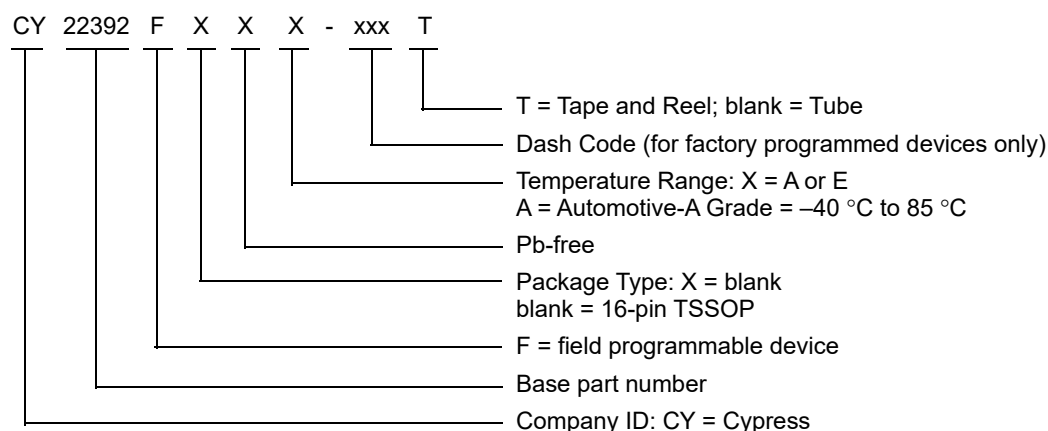 CY 22392 F X X X - xxx T
T = Tape and Reel; blank = Tube
Dash Code (for factory programmed devices only)
Temperature Range: X = A or E
A = Automotive-A Grade = –40 °C to 85 °C
Pb-free
Package Type: X = blank
blank = 16-pin TSSOP
F = field programmable device
Base part number
Company ID: CY = Cypress